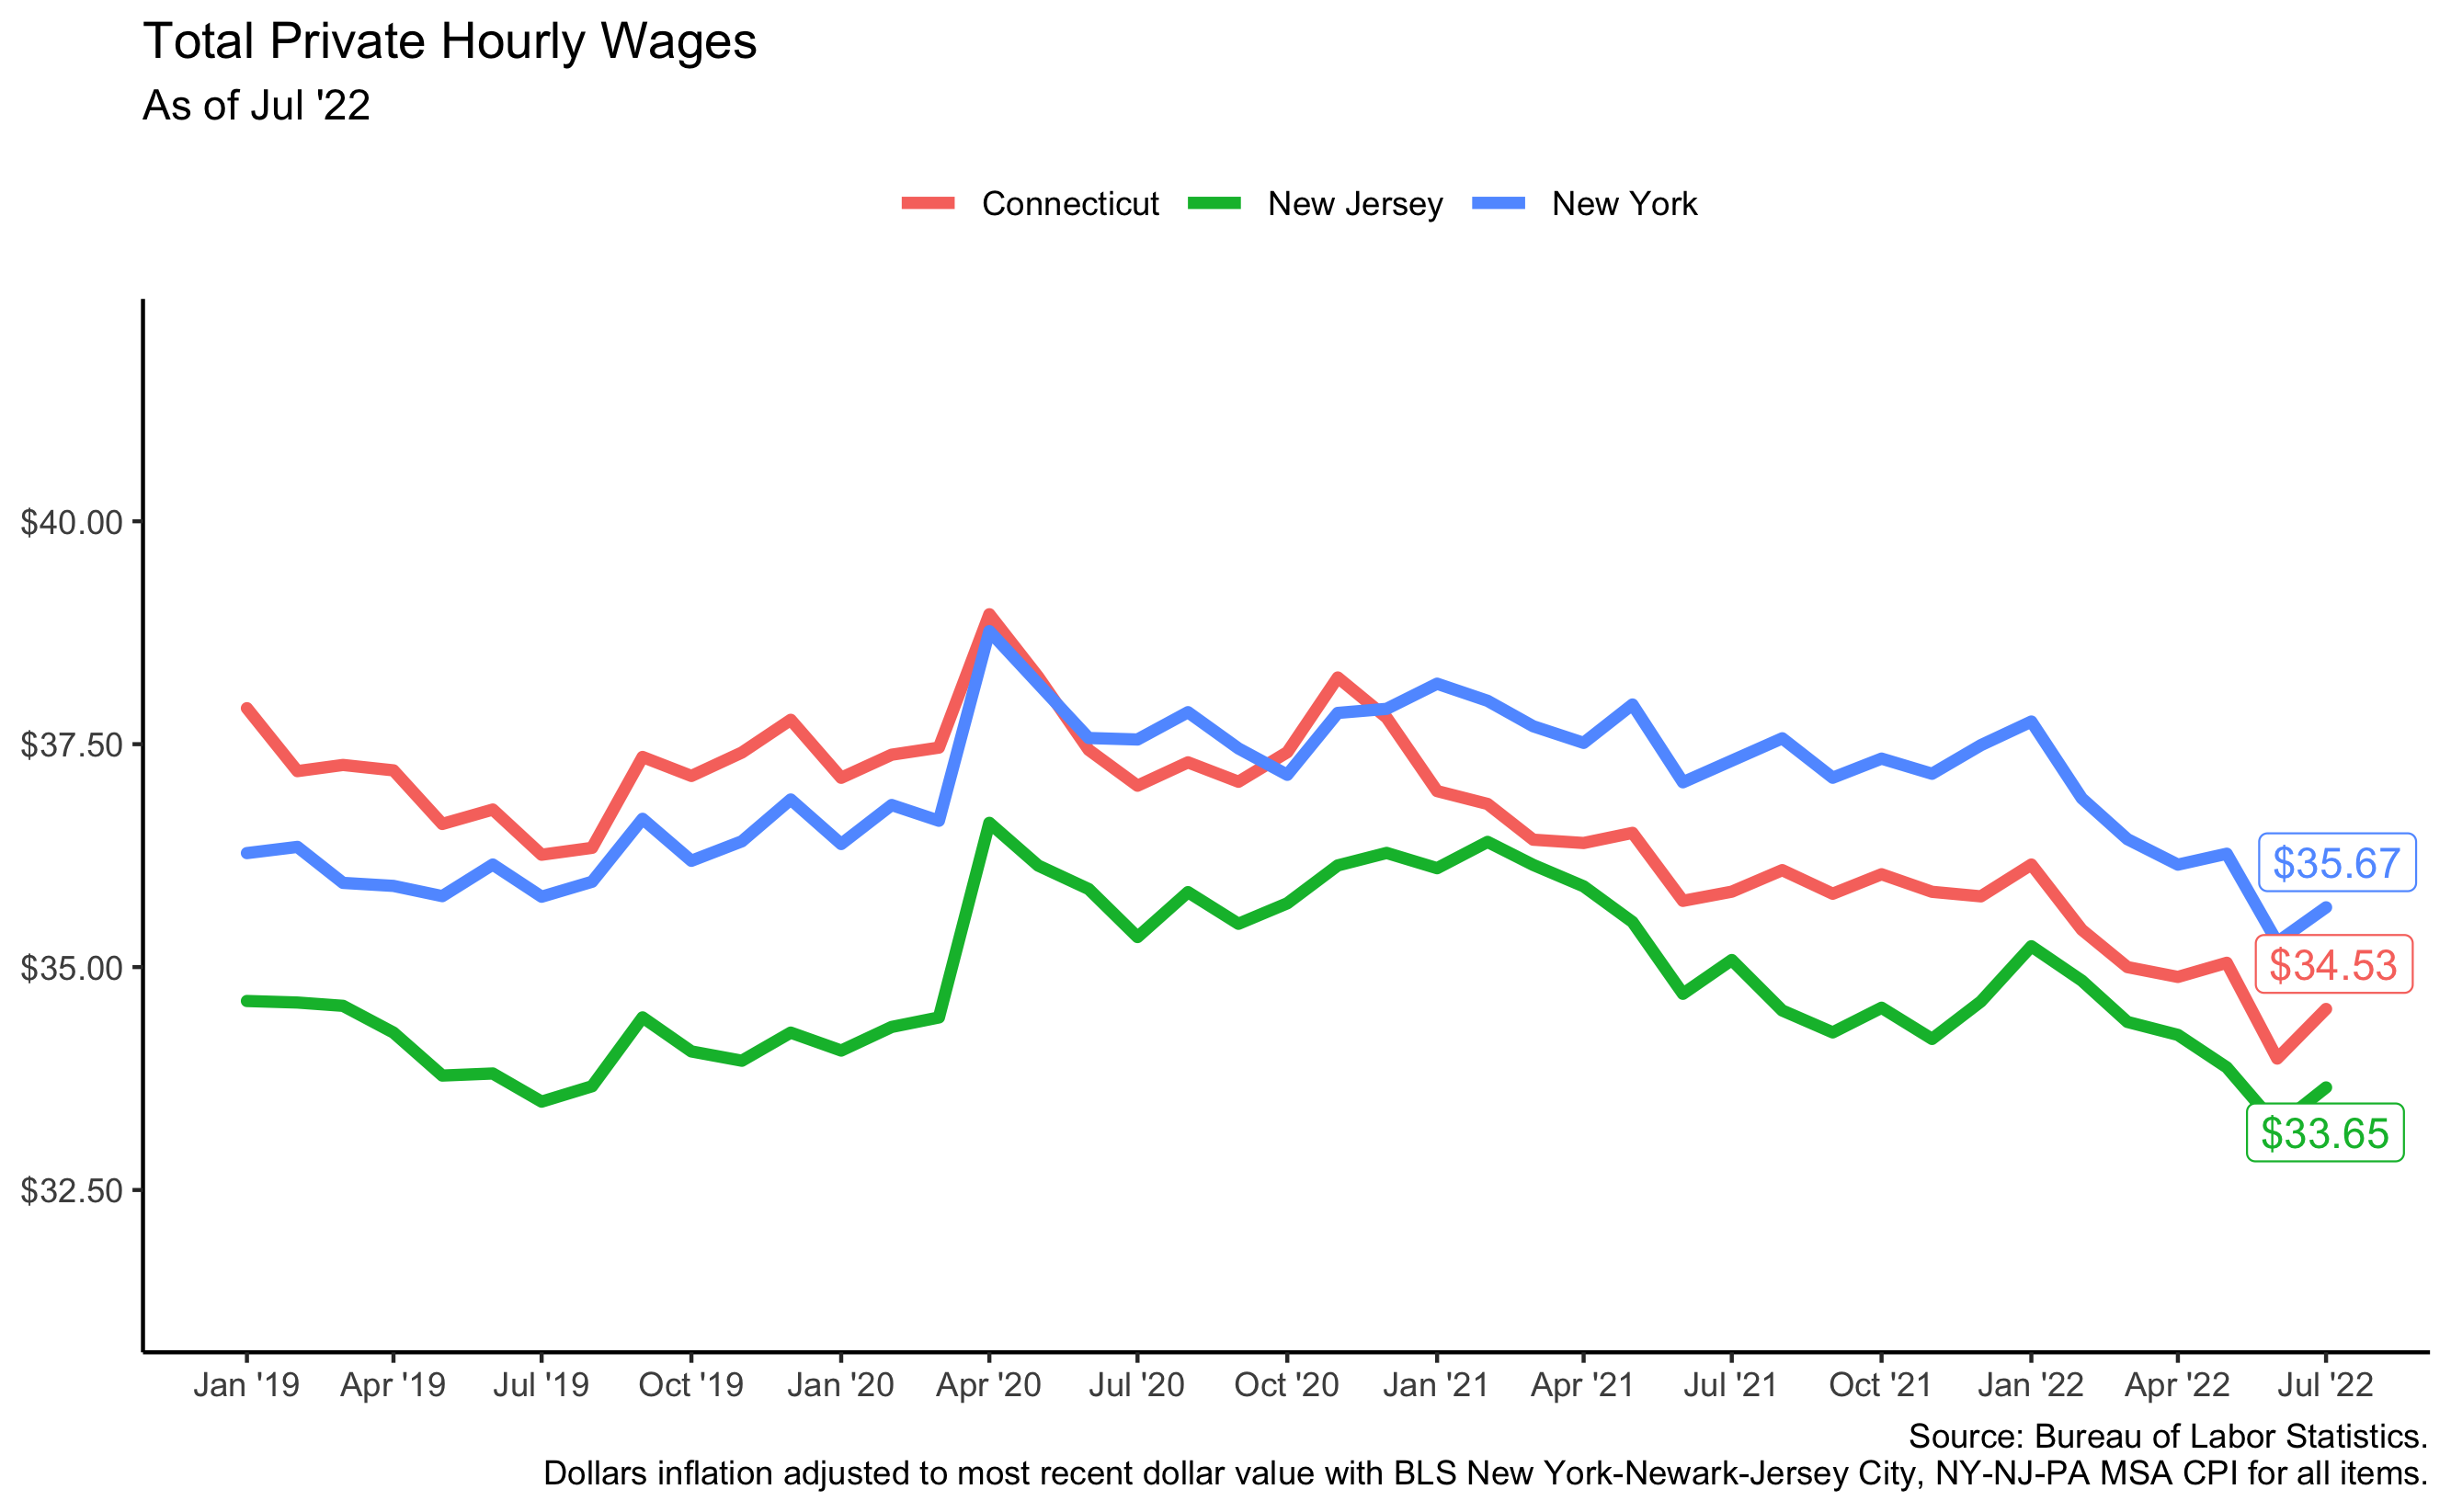 Total Private Hourly Wages
As of Jul '22
Connecticut New Jersey New York
$40.00
$37.50
$35.67
$35.00
$34.53
$33.65
$32.50
Jan '19 Apr '19 Jul '19 Oct '19 Jan '20 Apr '20 Jul '20 Oct '20 Jan '21 Apr '21 Jul '21 Oct '21 Jan '22 Apr '22 Jul '22
Source: Bureau of Labor Statistics.
Dollars inflation adjusted to most recent dollar value with BLS New York-Newark-Jersey City, NY-NJ-PA MSA CPI for all items.